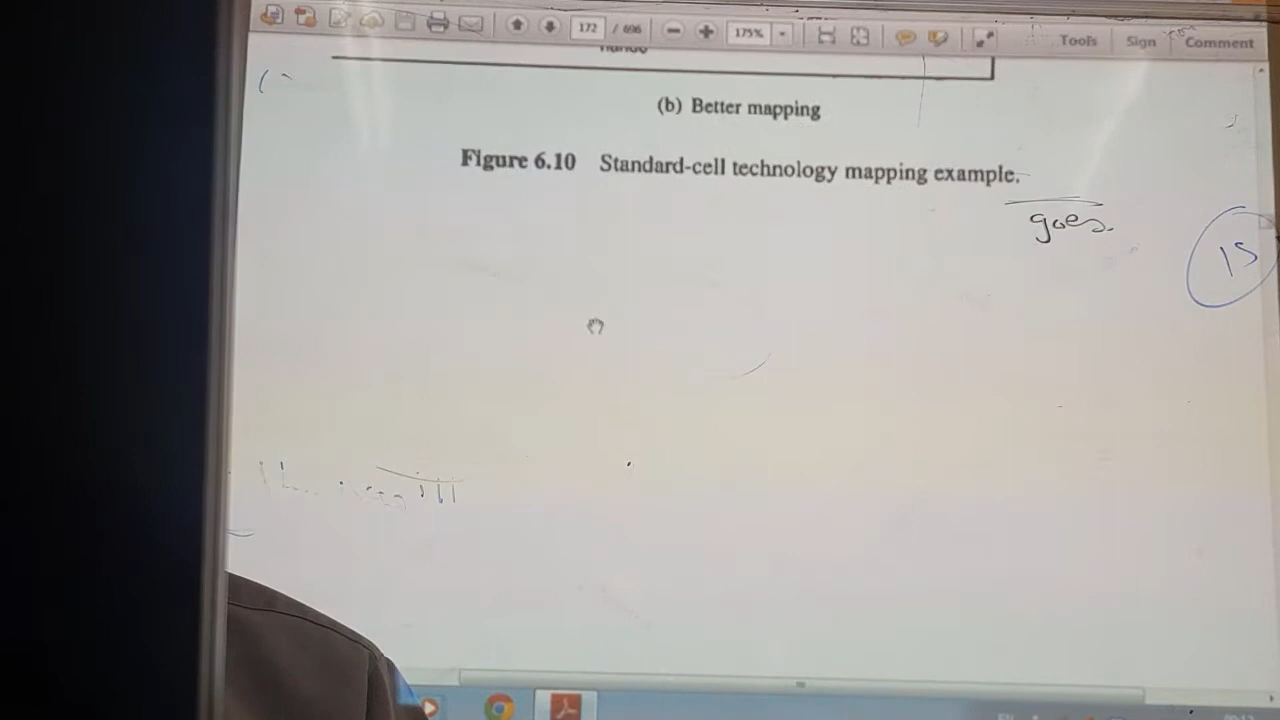 172 / 696 175% Tools Sign Comment
(b) Better mapping
Figure 6.10 Standard-cell technology mapping example.
goes.
15